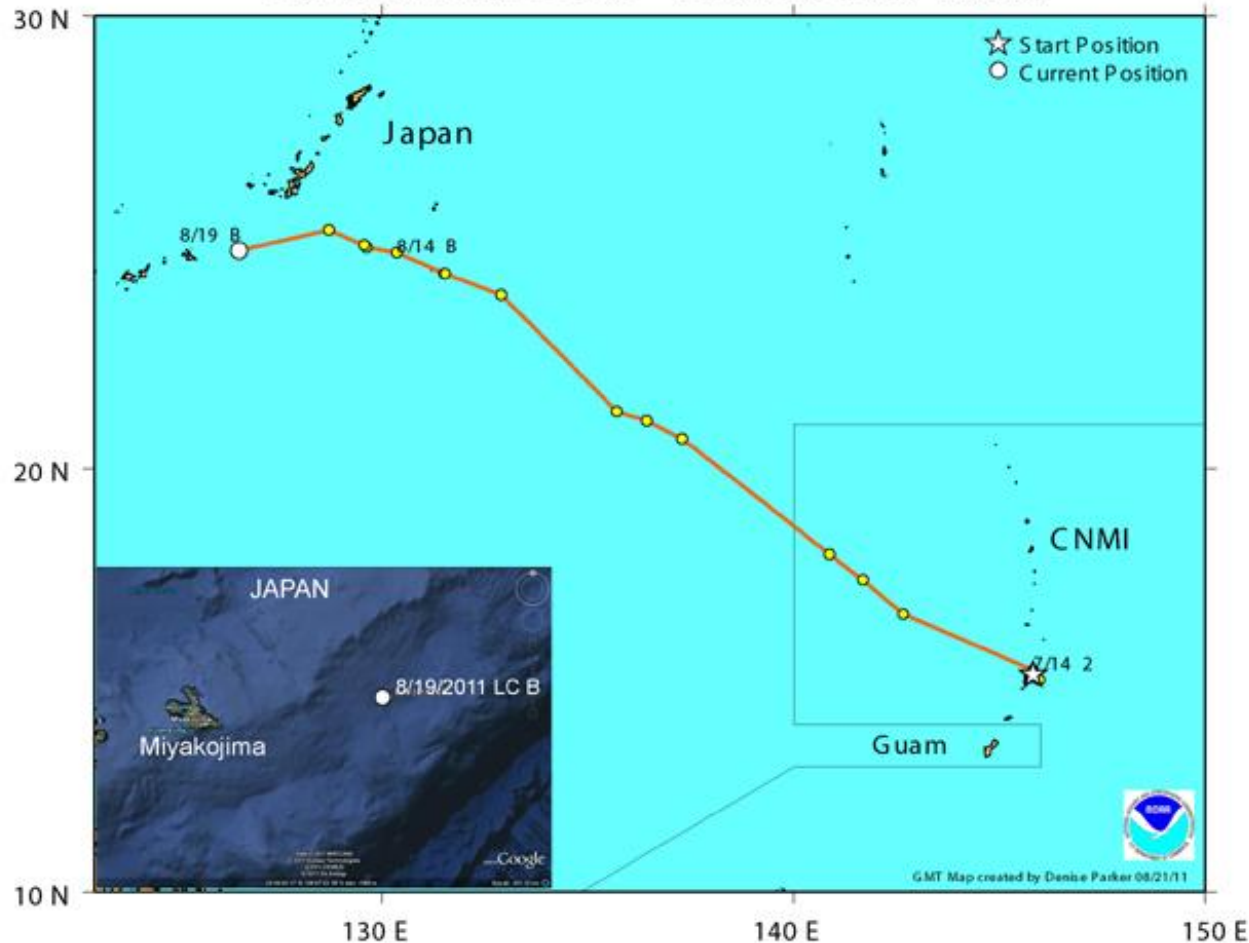 30 N
Start Position
Current Position
Japan
8/19 B
8/14 B
20 N
CNMI
7/14 2
JAPAN
8/19/2011 LC B
Miyakojima
Guam
Google
GMT Map created by Denise Parker 08/21/11
10 N
130 E
140 E
150 E